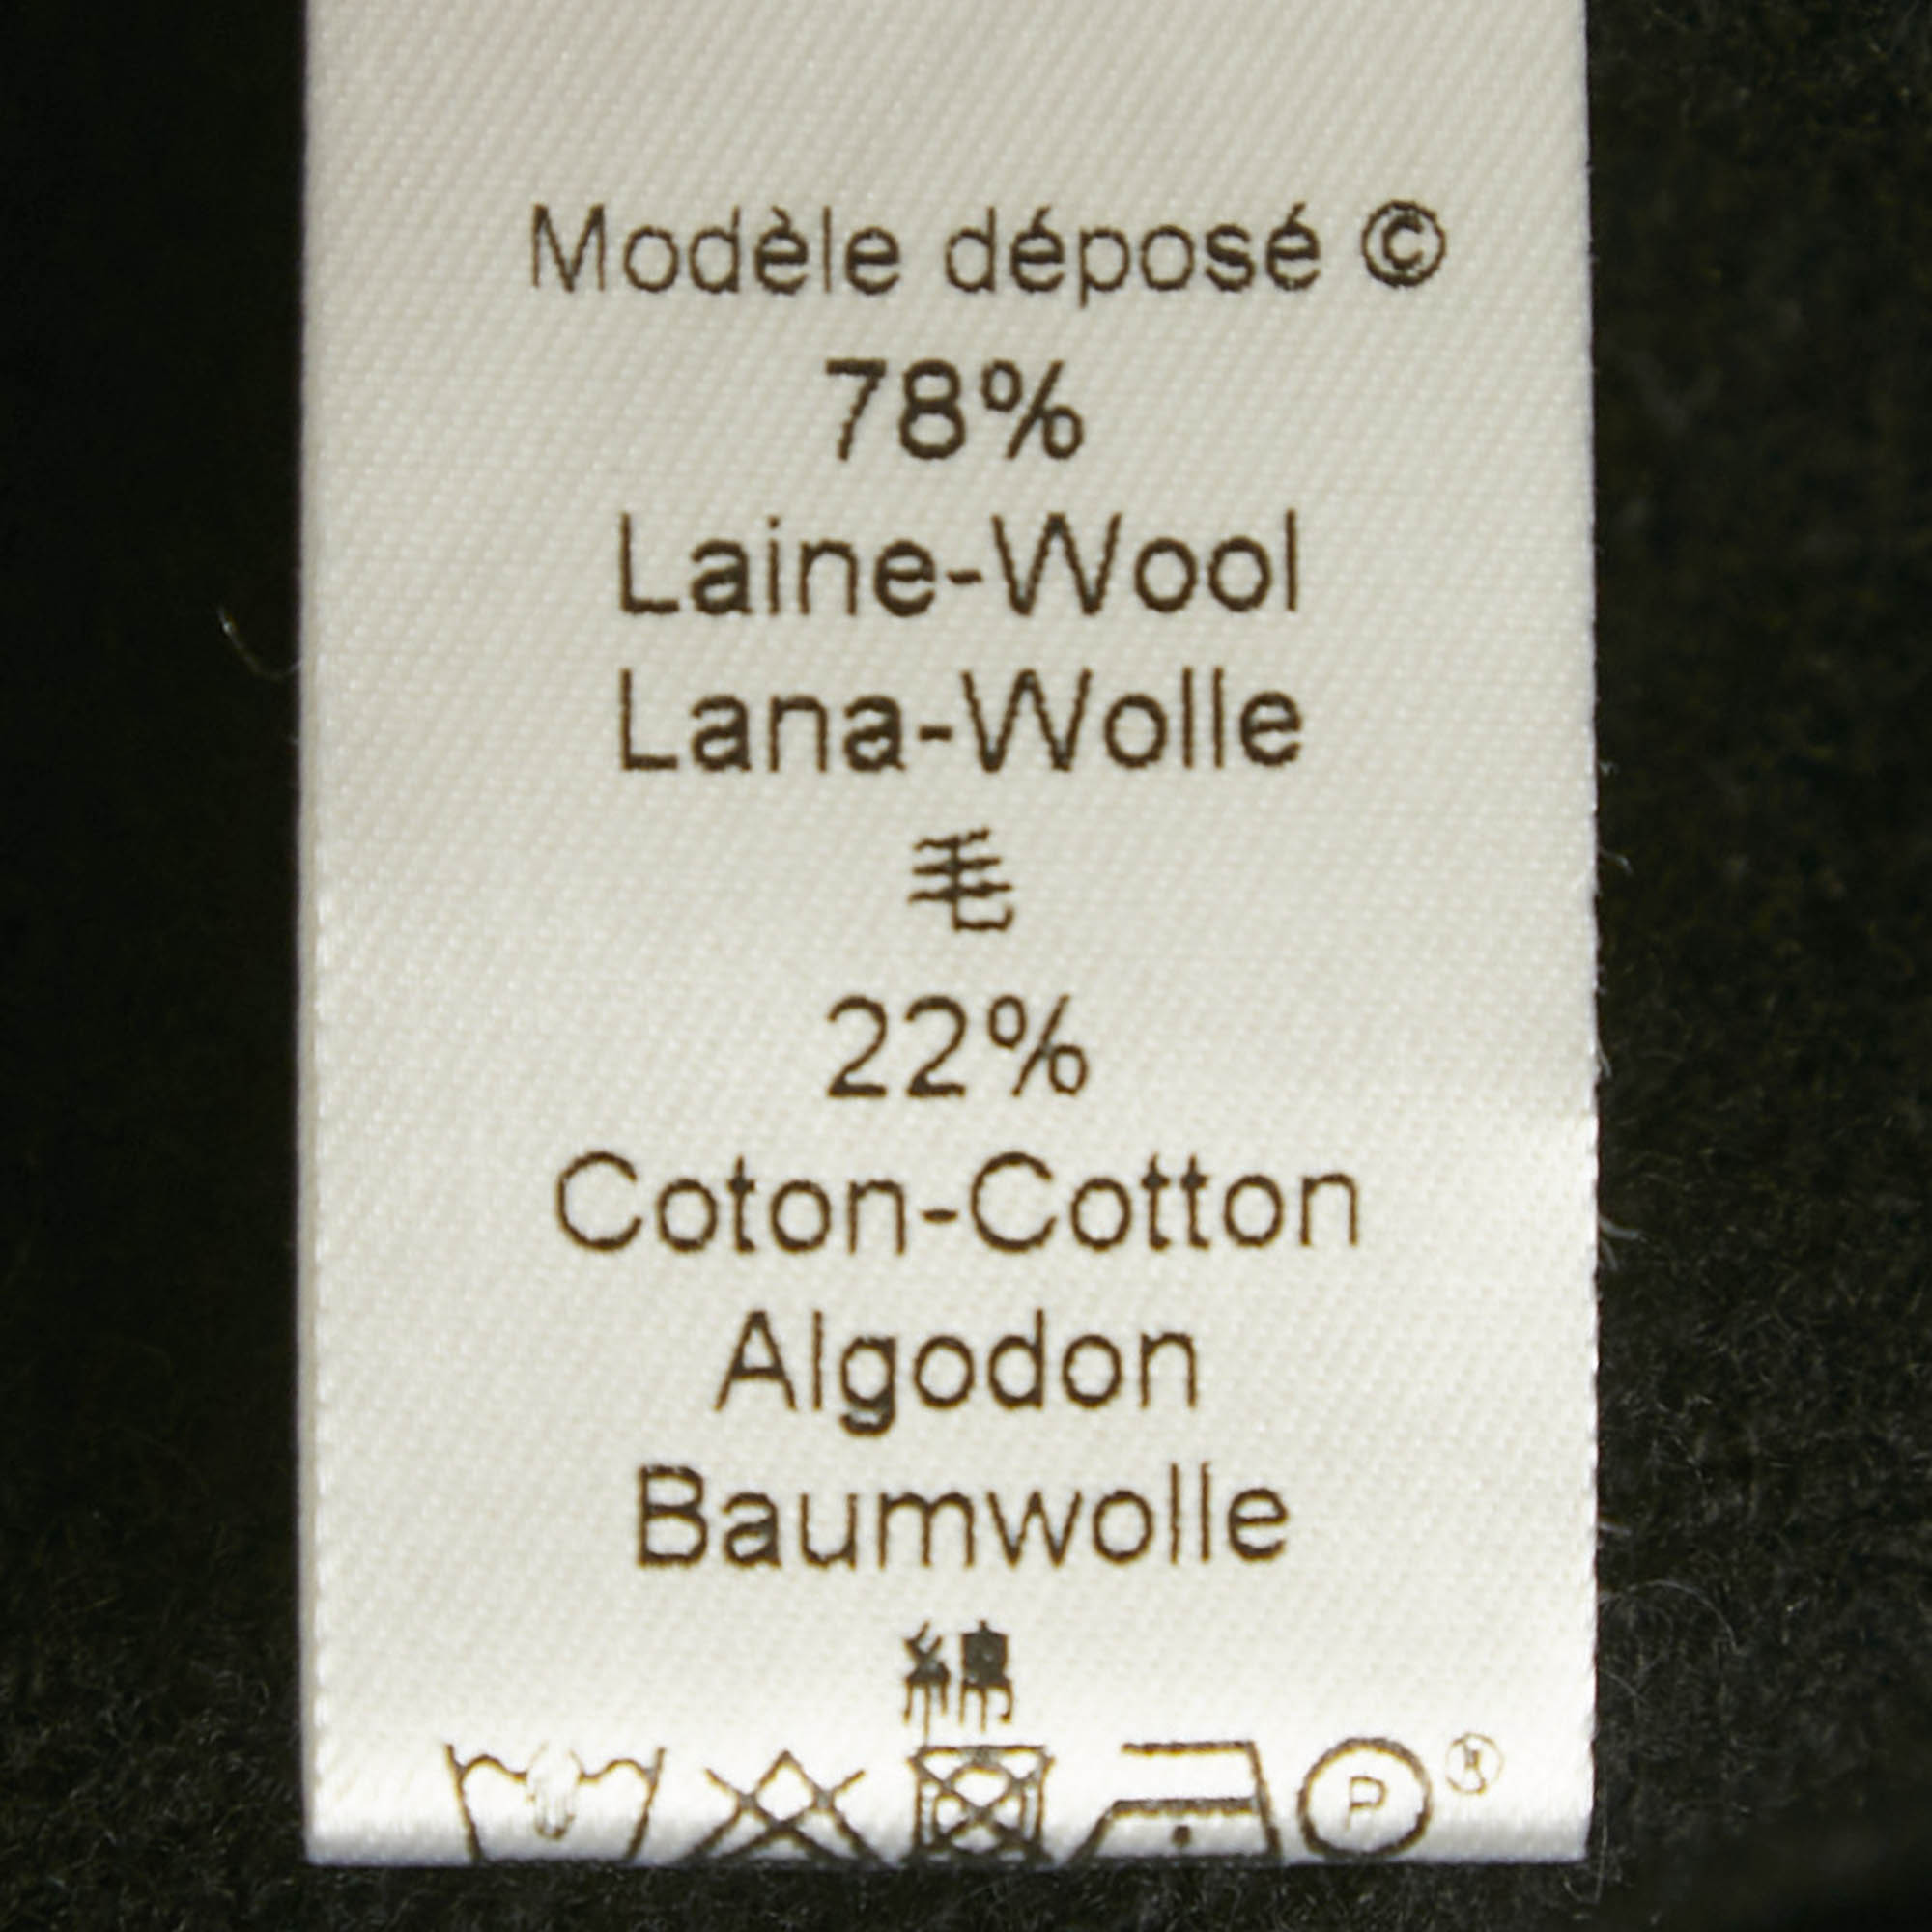 Modèle déposé ©
78%
Laine-Wool
Lana-Wolle
毛
22%
Coton-Cotton
Algodon
Baumwolle
綿
P